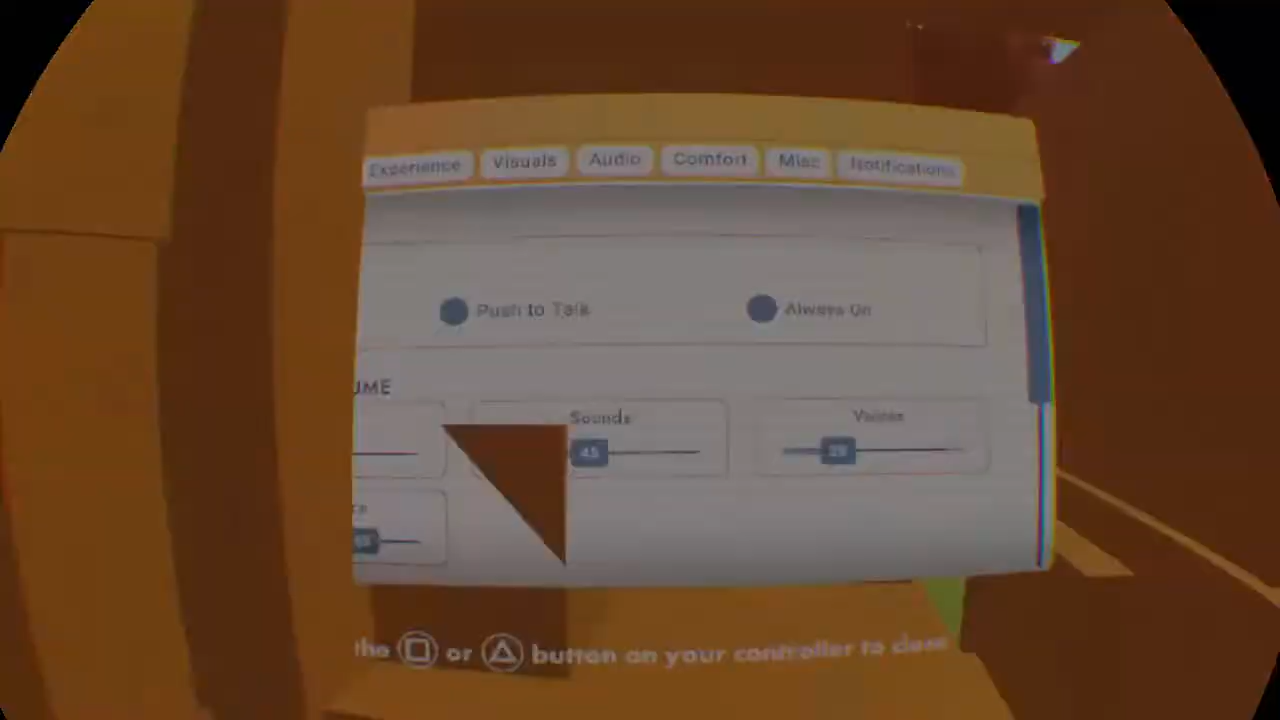 Experience Visuals Audio Comfort Misc Notifications
Push to Talk Always On
UME
Sounds Voices
45
the or button on your controller to close